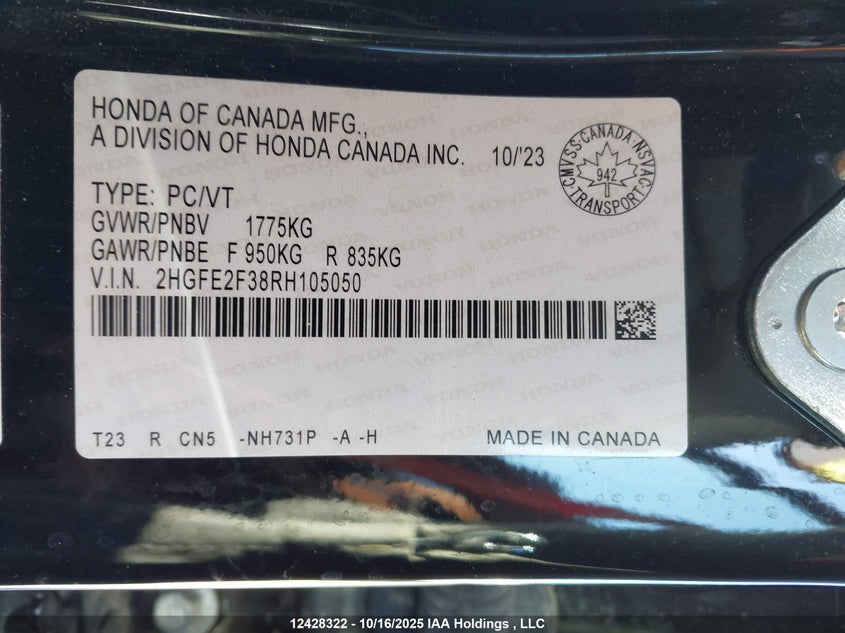 HONDA OF CANADA MFG.,
A DIVISION OF HONDA CANADA INC. 10/'23
CMVSS·CANADA·NSVAC·TRANSPORT·
942
TYPE: PC/VT
GVWR/PNBV 1775KG
GAWR/PNBE F 950KG R 835KG
V.I.N. 2HGFE2F38RH105050
T23 R CN5 -NH731P -A -H MADE IN CANADA
12428322 - 10/16/2025 IAA Holdings , LLC